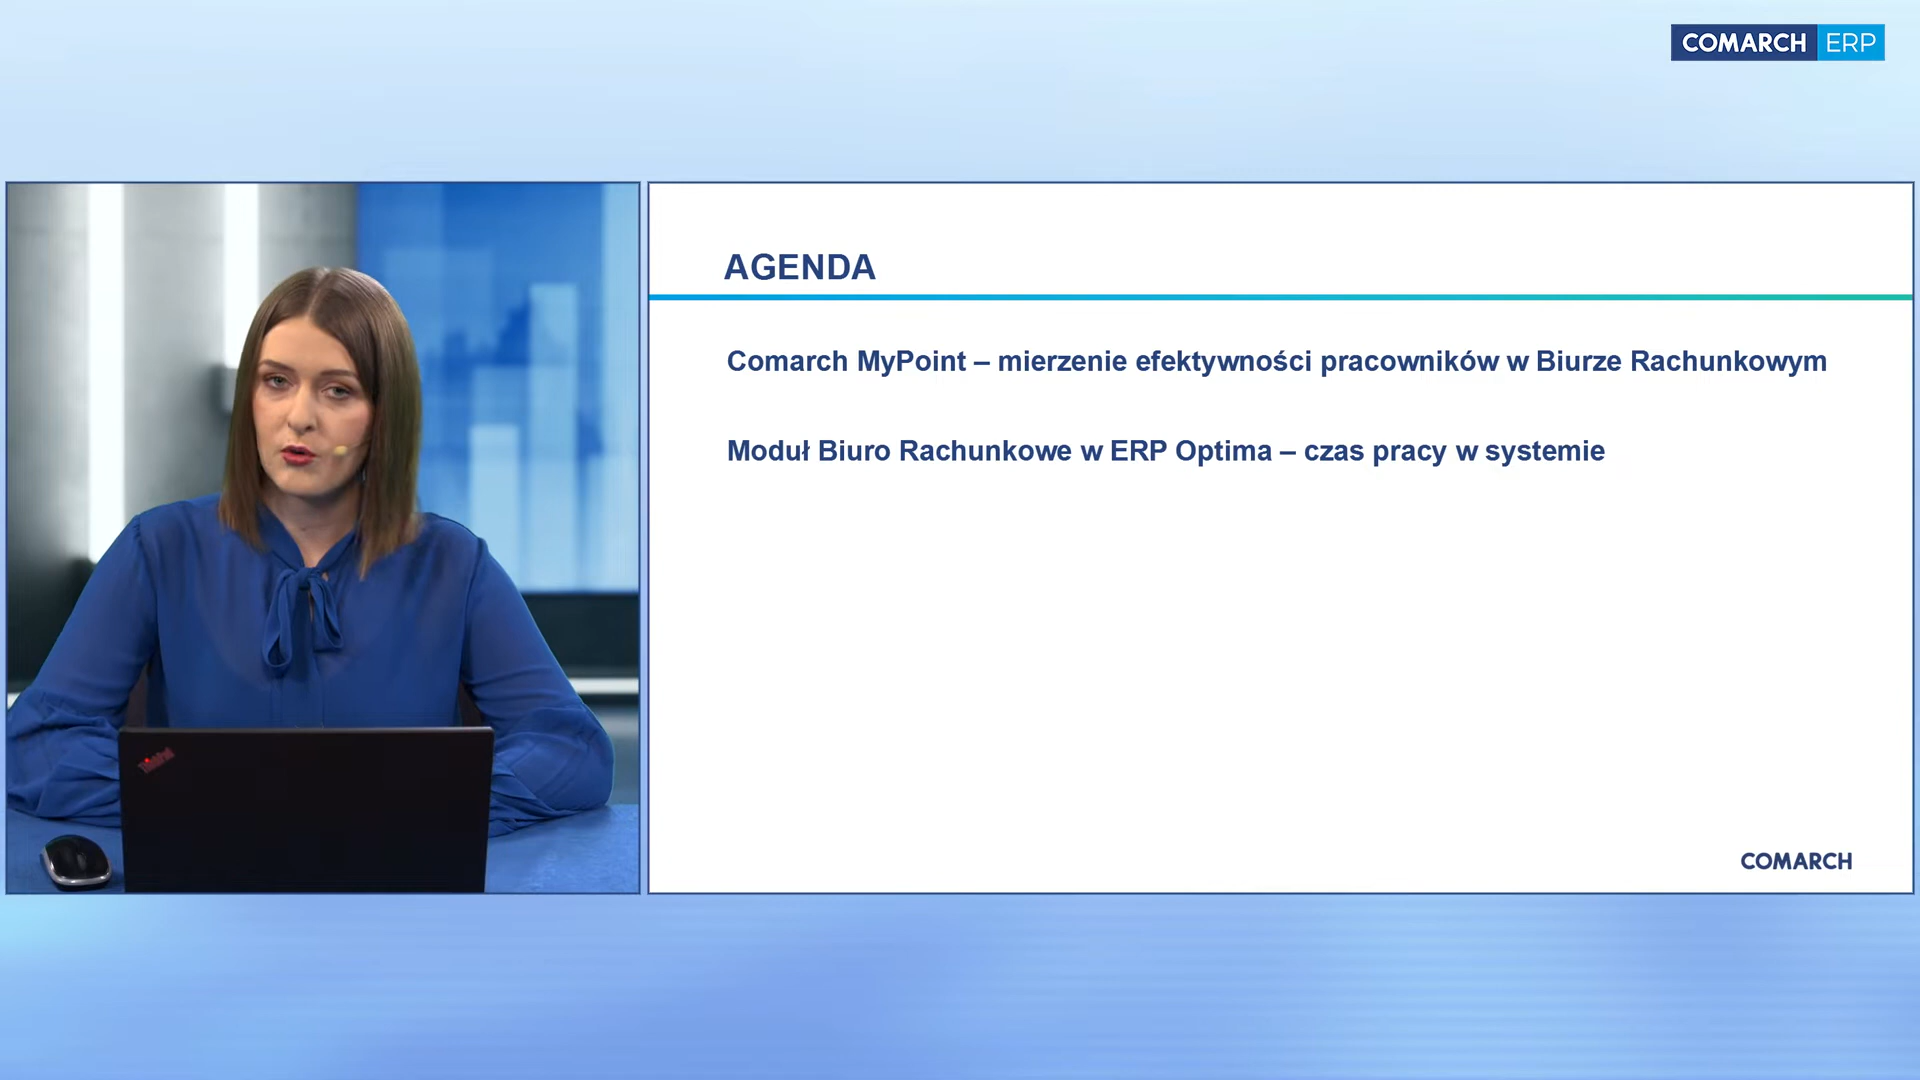 COMARCH ERP
AGENDA
Comarch MyPoint – mierzenie efektywności pracowników w Biurze Rachunkowym
Moduł Biuro Rachunkowe w ERP Optima – czas pracy w systemie
ThinkPad
COMARCH